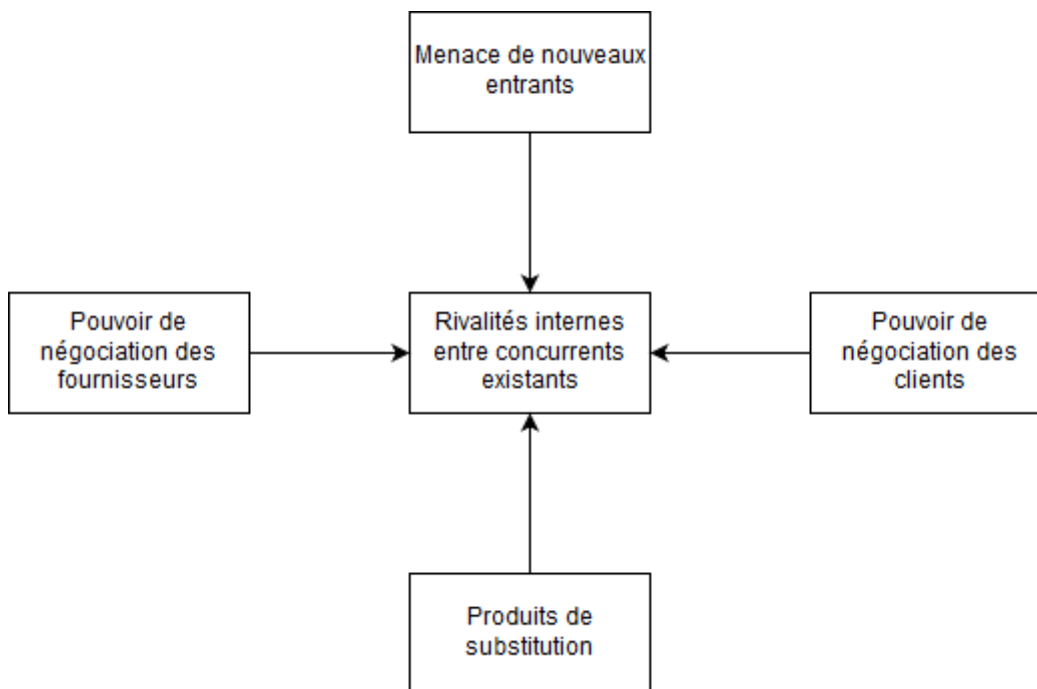 Menace de nouveaux
entrants
Pouvoir de
négociation des
fournisseurs
Rivalités internes
entre concurrents
existants
Pouvoir de
négociation des
clients
Produits de
substitution